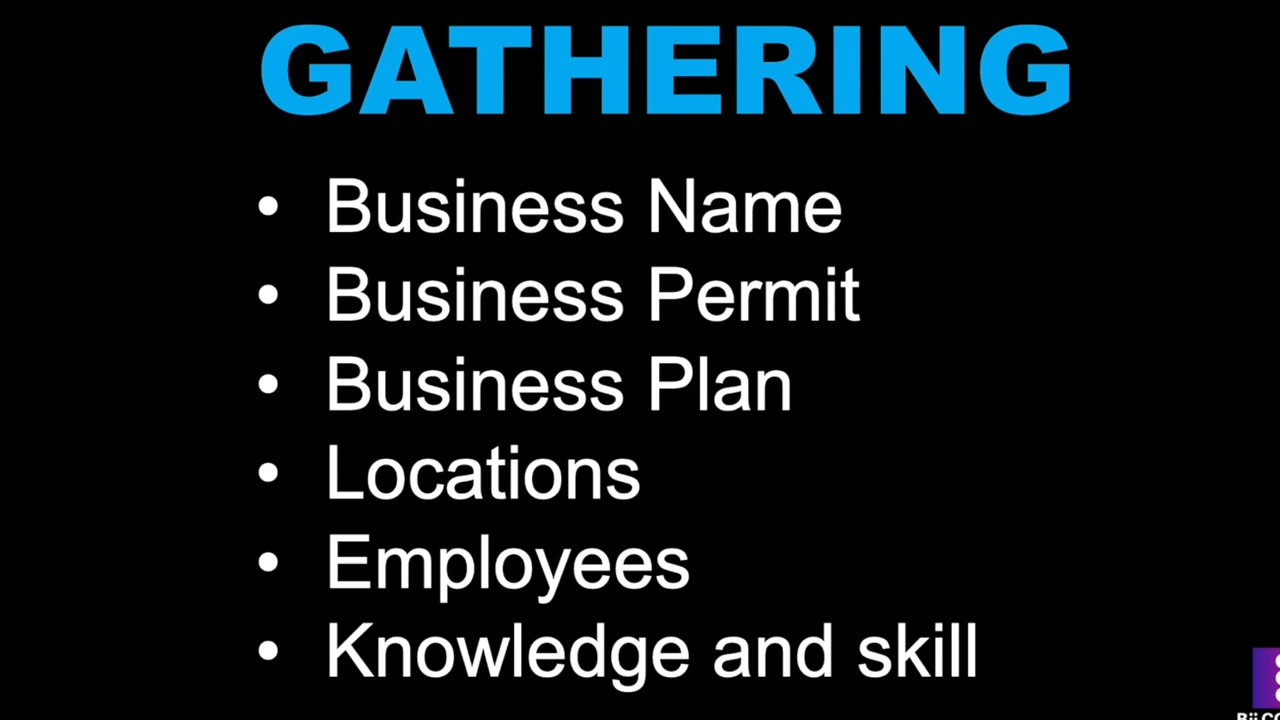 GATHERING
• Business Name
• Business Permit
• Business Plan
• Locations
• Employees
• Knowledge and skill